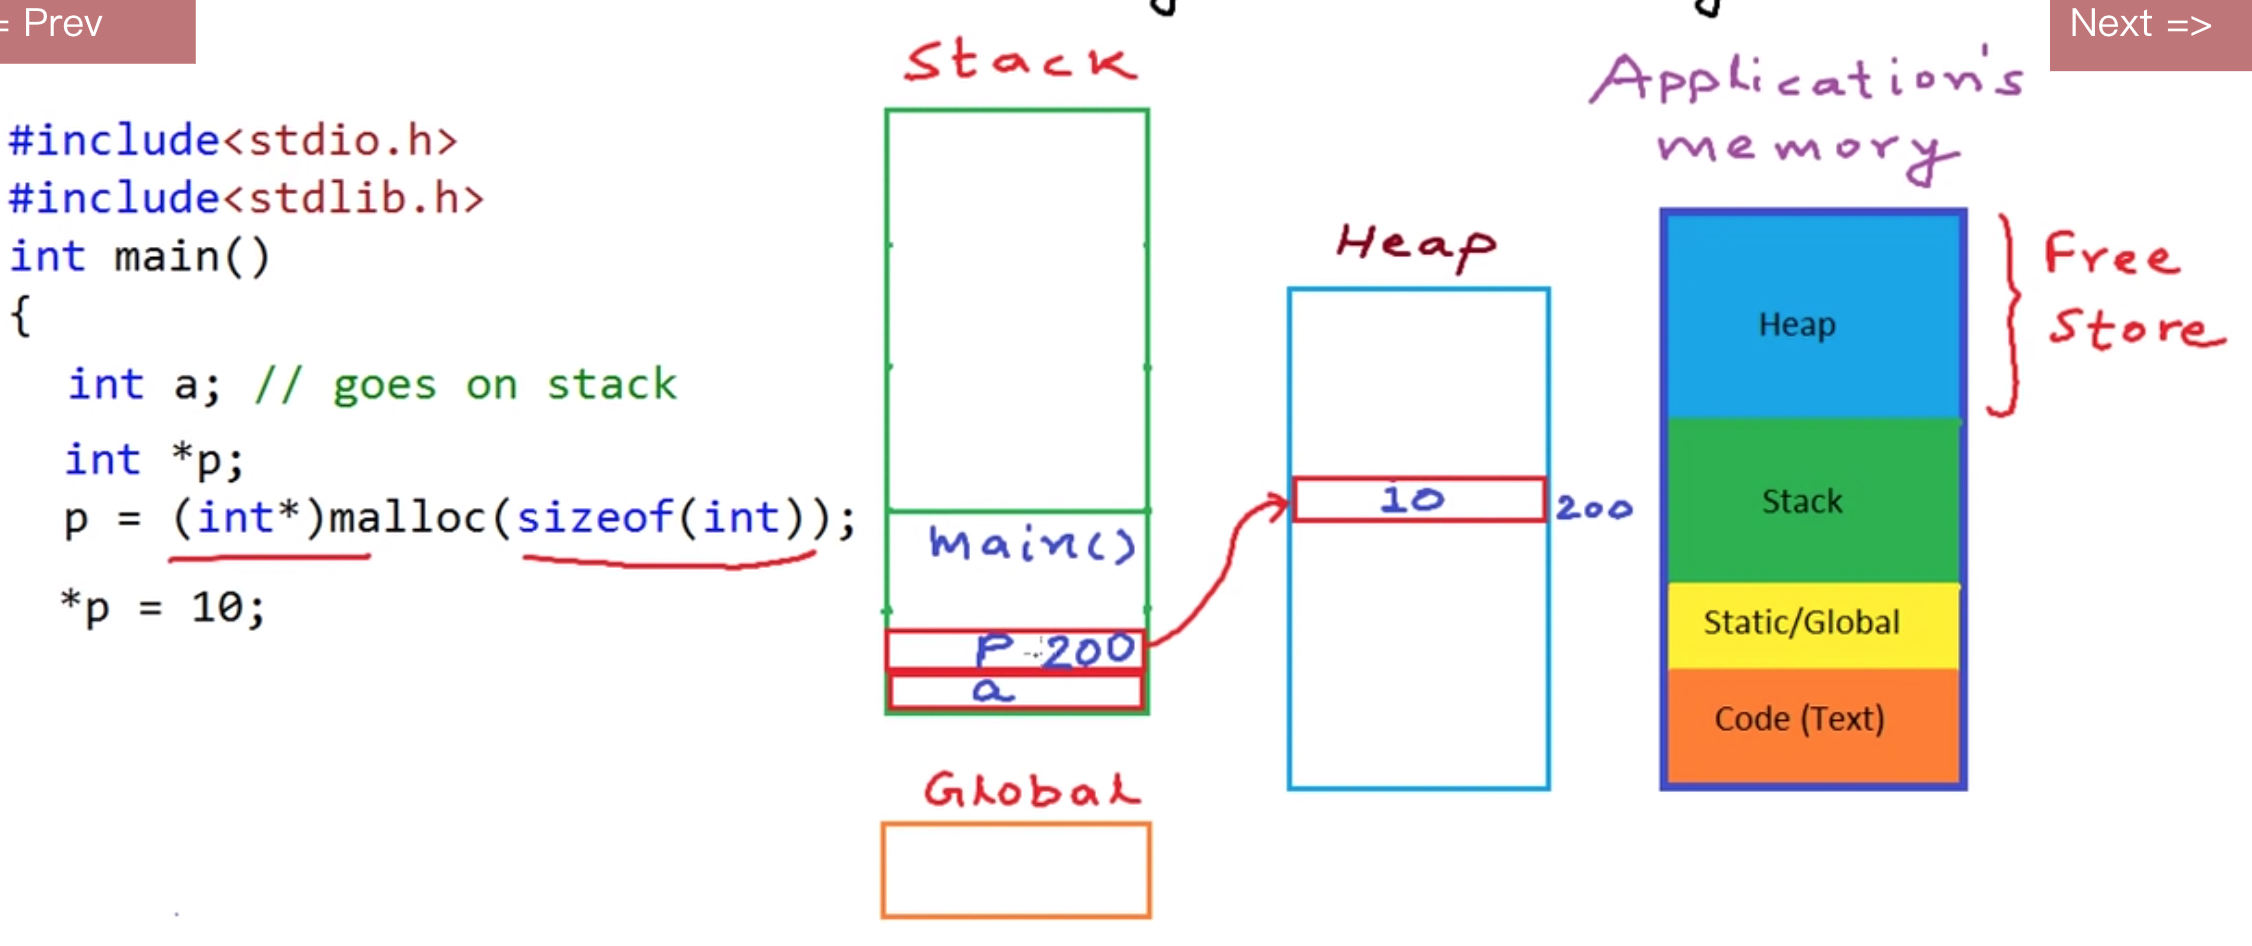 = Prev
Next =>
#include<stdio.h>
#include<stdlib.h>
int main()
{
int a; // goes on stack
int *p;
p = (int*)malloc(sizeof(int));
*p = 10;
Stack
main()
P 200
a
Global
Heap
10
200
Application's
memory
Heap
Stack
Static/Global
Code (Text)
Free
Store